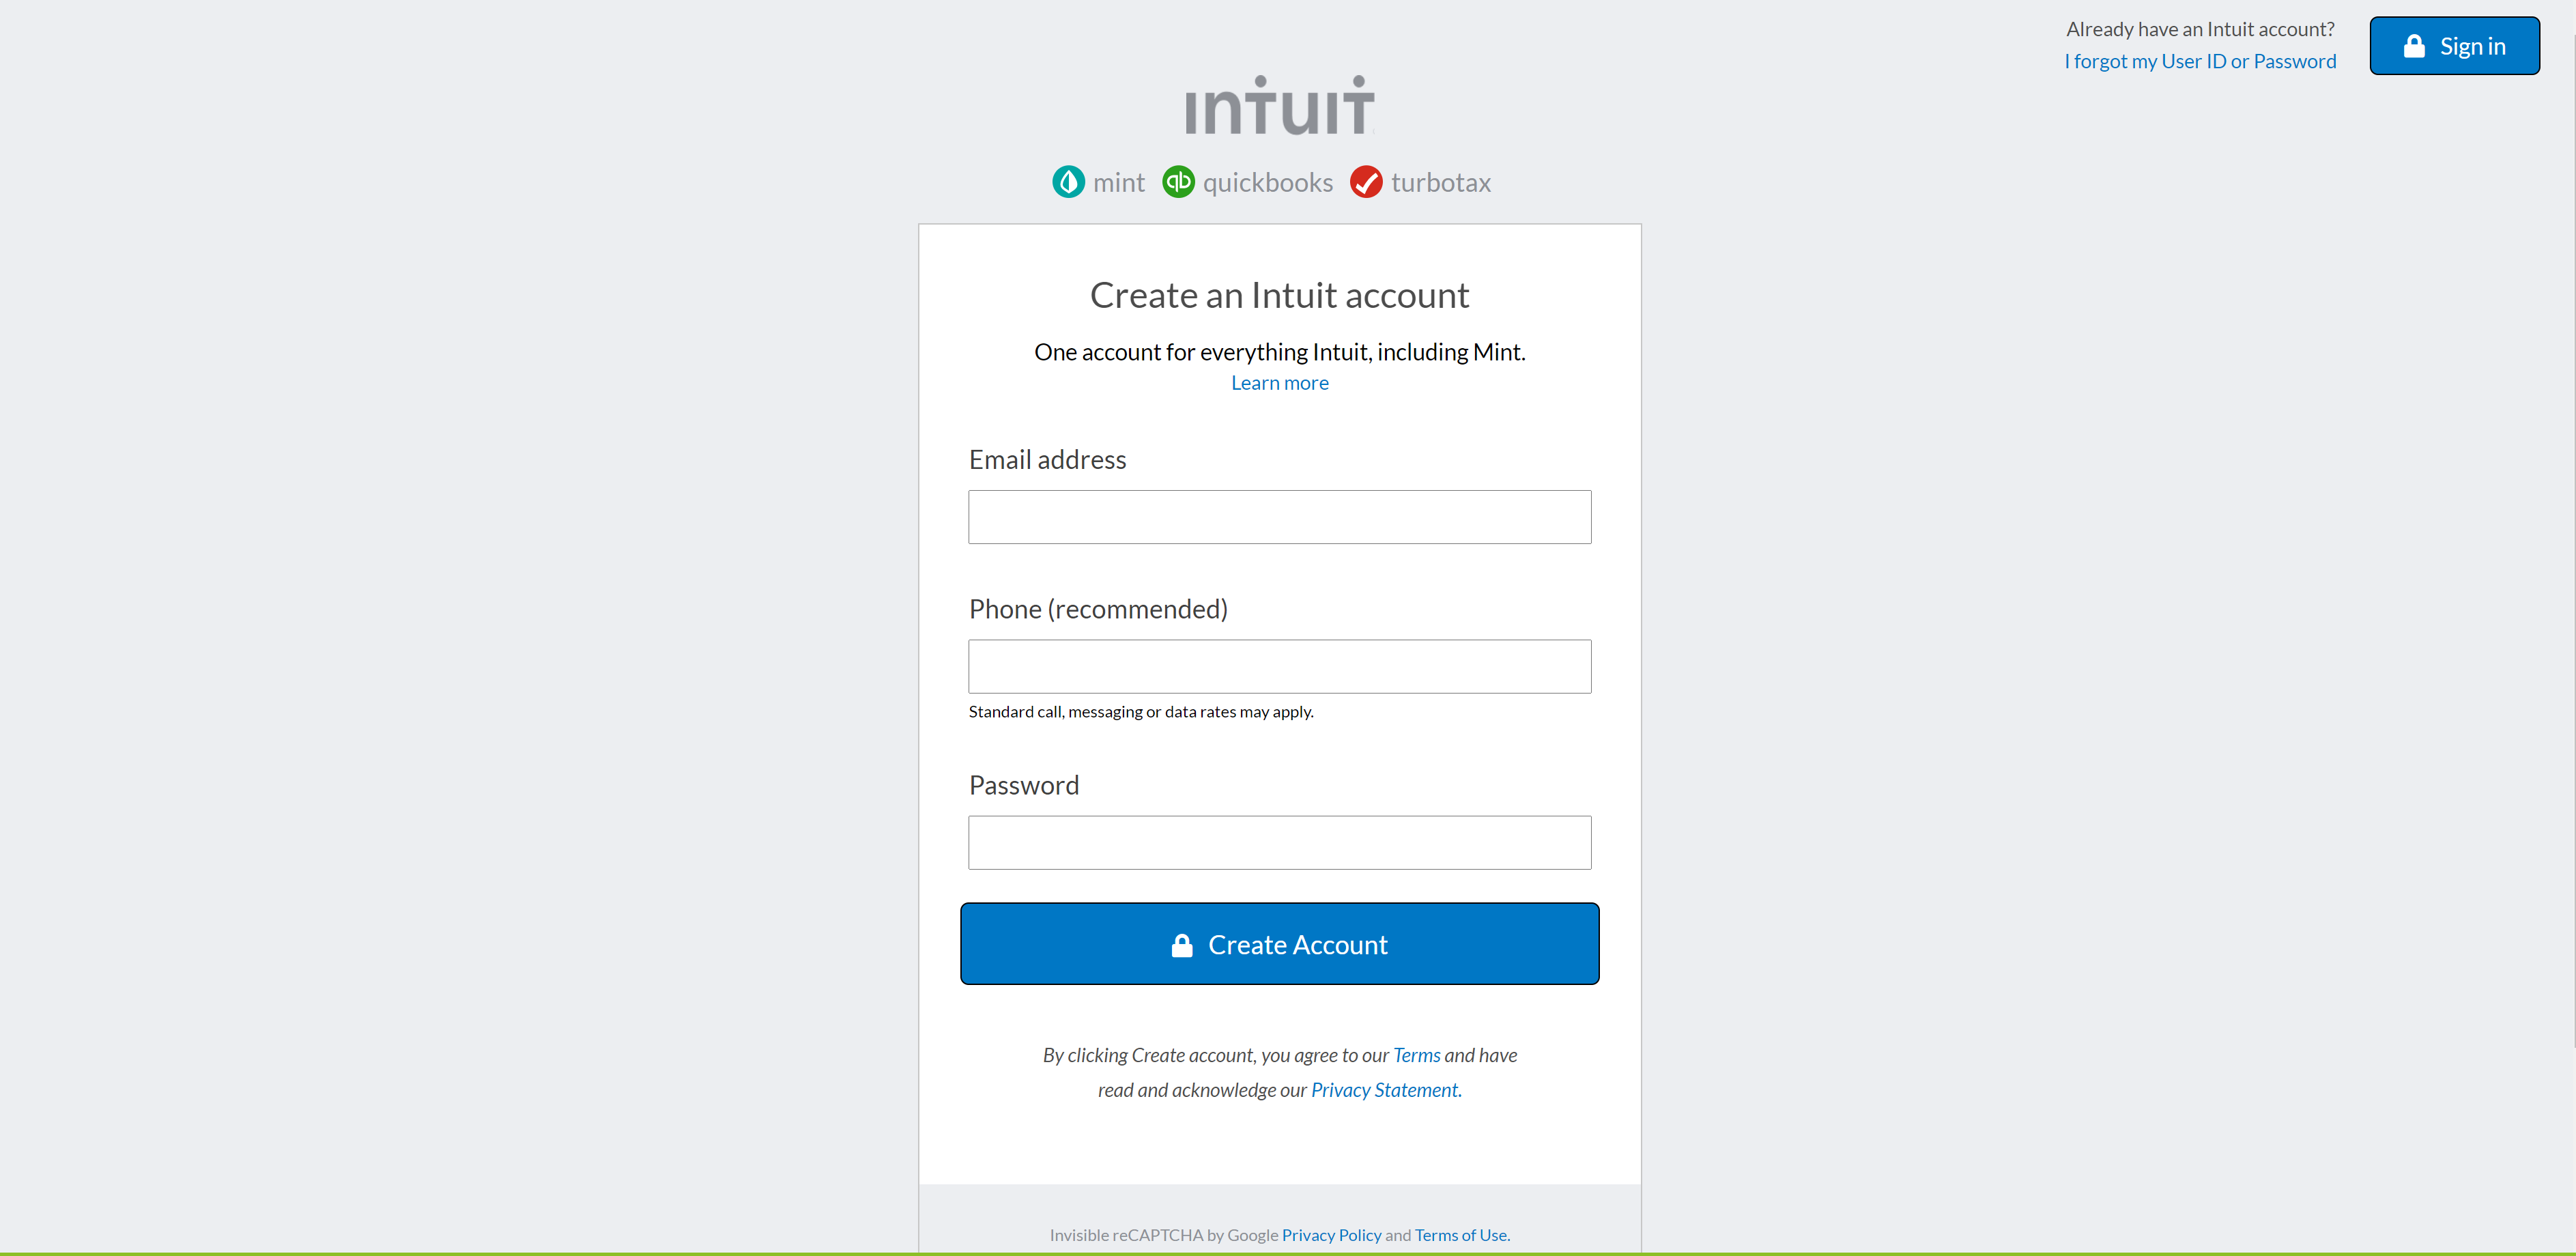 Already have an Intuit account?
I forgot my User ID or Password
Sign in
intuit
mint qb quickbooks turbotax
Create an Intuit account
One account for everything Intuit, including Mint.
Learn more
Email address
Phone (recommended)
Standard call, messaging or data rates may apply.
Password
Create Account
By clicking Create account, you agree to our Terms and have
read and acknowledge our Privacy Statement.
Invisible reCAPTCHA by Google Privacy Policy and Terms of Use.